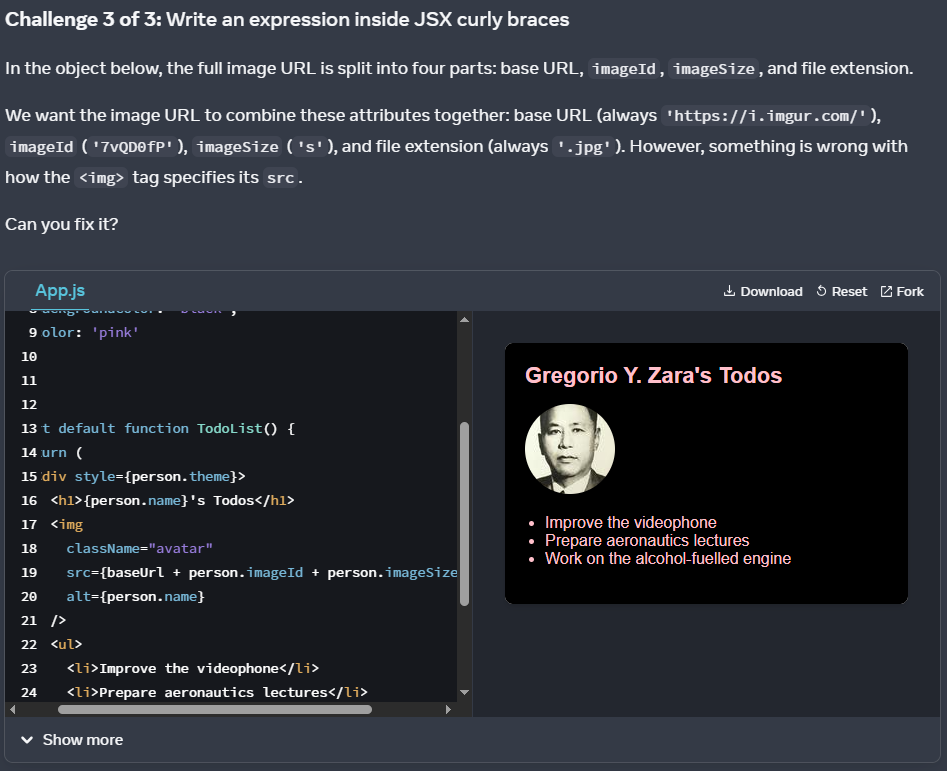 Challenge 3 of 3: Write an expression inside JSX curly braces
In the object below, the full image URL is split into four parts: base URL, imageId, imageSize, and file extension.
We want the image URL to combine these attributes together: base URL (always 'https://i.imgur.com/'),
imageId ('7vQD0fP'), imageSize ('s'), and file extension (always '.jpg'). However, something is wrong with
how the <img> tag specifies its src.
Can you fix it?
App.js
Download Reset Fork
9 olor: 'pink'
10
11
12
13 t default function TodoList() {
14 urn (
15 div style={person.theme}>
16 <h1>{person.name}'s Todos</h1>
17 <img
18 className="avatar"
19 src={baseUrl + person.imageId + person.imageSize
20 alt={person.name}
21 />
22 <ul>
23 <li>Improve the videophone</li>
24 <li>Prepare aeronautics lectures</li>
Gregorio Y. Zara's Todos
Improve the videophone
Prepare aeronautics lectures
Work on the alcohol-fuelled engine
Show more